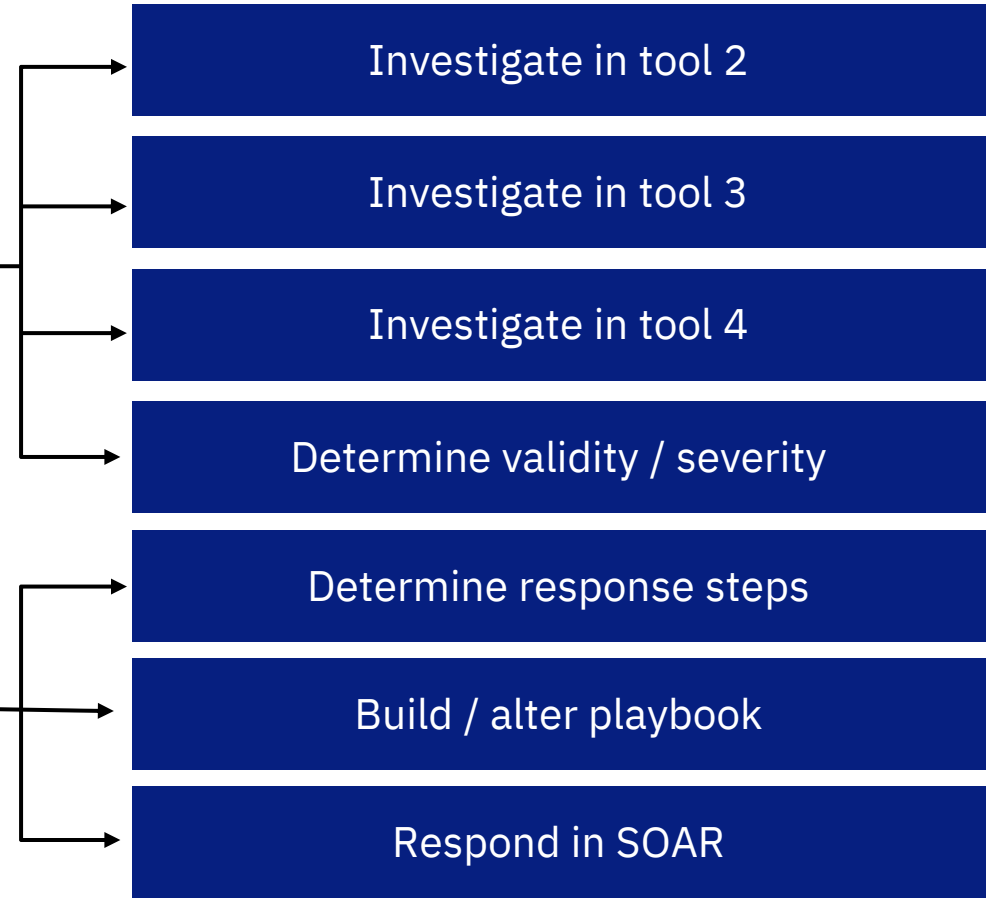 Investigate in tool 2
Investigate in tool 3
Investigate in tool 4
Determine validity / severity
Determine response steps
Build / alter playbook
Respond in SOAR